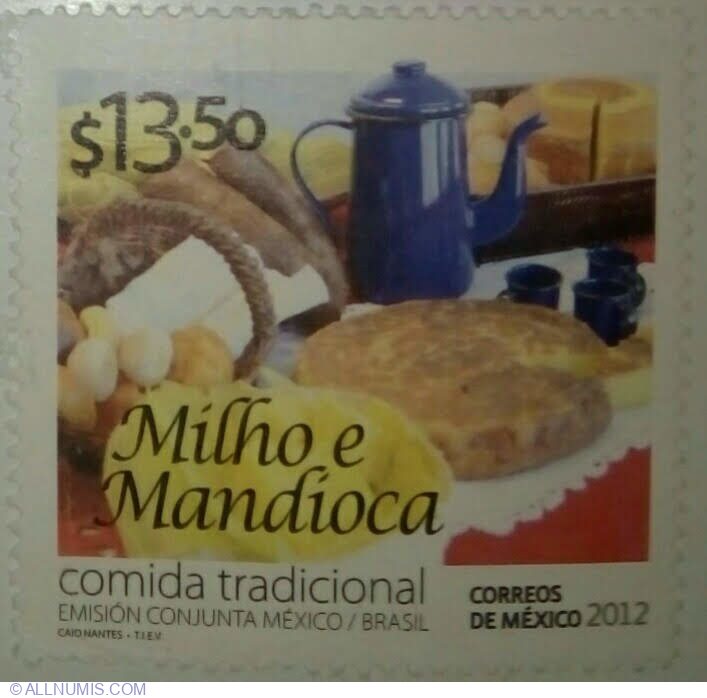 $13.50
Milho e
Mandioca
comida tradicional
EMISIÓN CONJUNTA MÉXICO / BRASIL
CAIO NANTES • T.I.E.V.
CORREOS
DE MÉXICO 2012
© ALLNUMIS.COM